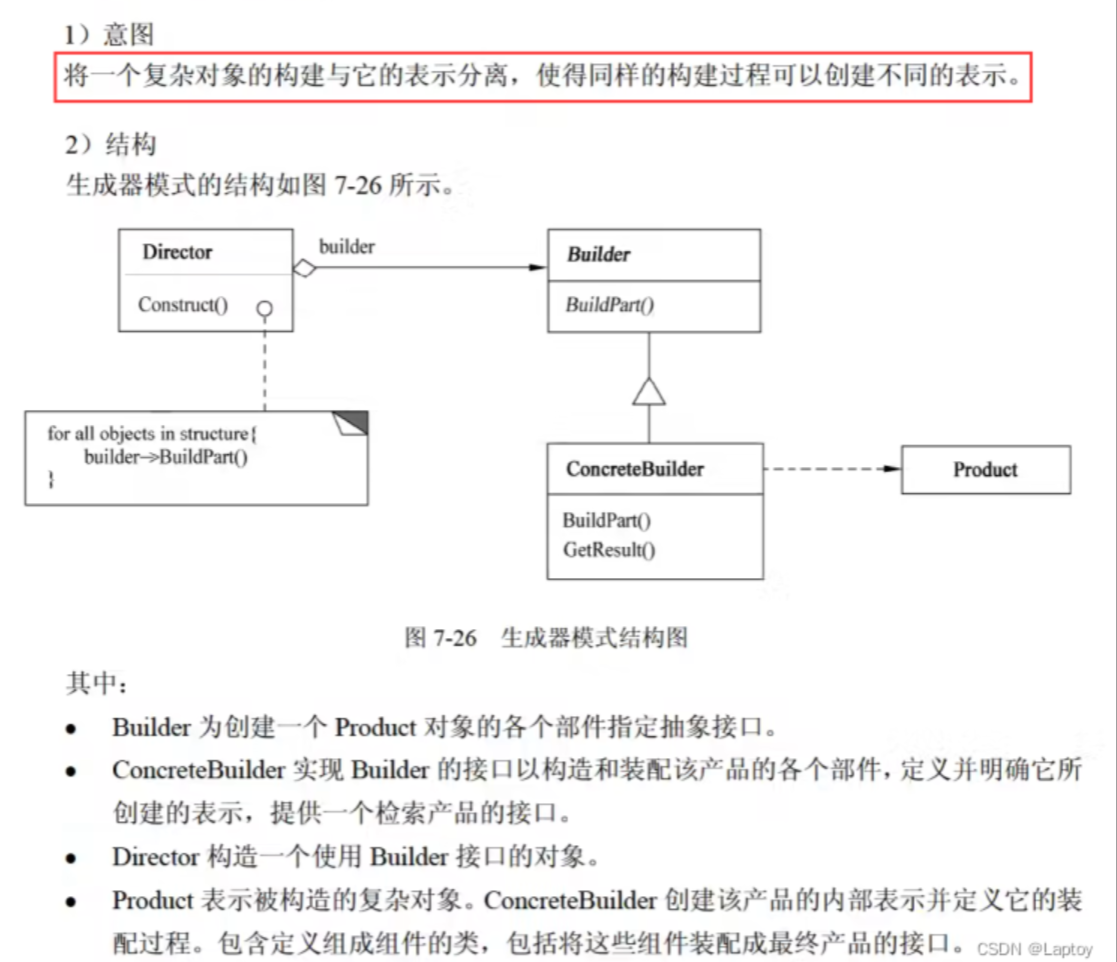 1）意图
将一个复杂对象的构建与它的表示分离，使得同样的构建过程可以创建不同的表示。
2）结构
生成器模式的结构如图 7-26 所示。
Director
builder
Builder
Construct()
BuildPart()
for all objects in structure{
builder->BuildPart()
}
ConcreteBuilder
Product
BuildPart()
GetResult()
图 7-26 生成器模式结构图
其中：
● Builder 为创建一个 Product 对象的各个部件指定抽象接口。
● ConcreteBuilder 实现 Builder 的接口以构造和装配该产品的各个部件，定义并明确它所
创建的表示，提供一个检索产品的接口。
● Director 构造一个使用 Builder 接口的对象。
● Product 表示被构造的复杂对象。ConcreteBuilder 创建该产品的内部表示并定义它的装
配过程。包含定义组成组件的类，包括将这些组件装配成最终产品的接口。
CSDN @Laptoy